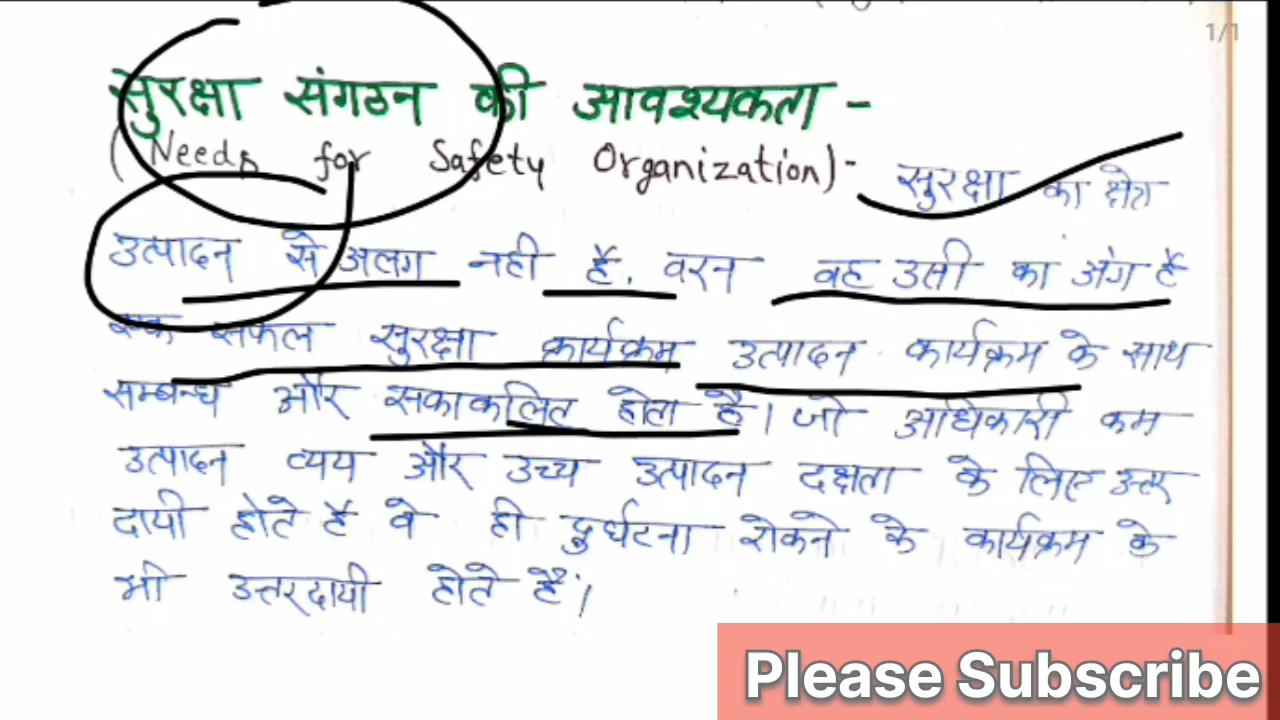 1/1
सुरक्षा संगठन की आवश्यकता -
(Needs for Safety Organization)- सुरक्षा का क्षेत्र
उत्पादन से अलग नही है. वरन वह उसी का अंग है
एक सफल सुरक्षा कार्यक्रम उत्पादन कार्यक्रम के साथ
सम्बन्ध और सकाकलित होता है। जो अधिकारी कम
उत्पादन व्यय और उच्च उत्पादन दक्षता के लिए उत्तर
दायी होते है वे ही दुर्घटना रोकने के कार्यक्रम के
भी उत्तरदायी होते है।
Please Subscribe